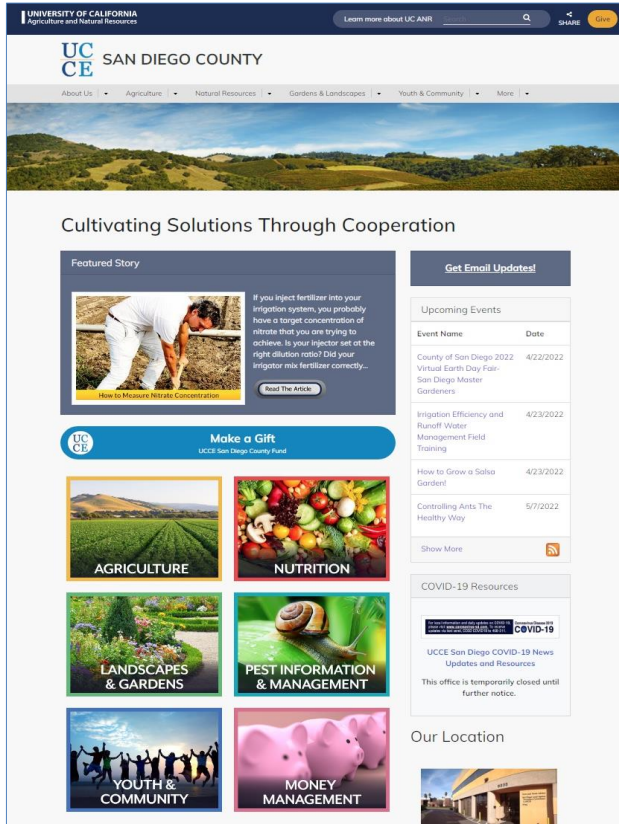 UNIVERSITY OF CALIFORNIA
Agriculture and Natural Resources
Learn more about UC ANR
Search
SHARE
Give
UC
CE
SAN DIEGO COUNTY
About Us
Agriculture
Natural Resources
Gardens & Landscapes
Youth & Community
More
Cultivating Solutions Through Cooperation
Featured Story
If you inject fertilizer into your
irrigation system, you probably
have a target concentration of
nitrate that you are trying to
achieve. Is your injector set at the
right dilution ratio? Did your
irrigator mix fertilizer correctly...
Read The Article
How to Measure Nitrate Concentration
UC
CE
Make a Gift
UCCE San Diego County Fund
AGRICULTURE
NUTRITION
LANDSCAPES
& GARDENS
PEST INFORMATION
& MANAGEMENT
YOUTH &
COMMUNITY
MONEY
MANAGEMENT
Get Email Updates!
Upcoming Events
Event Name Date
County of San Diego 2022 4/22/2022
Virtual Earth Day Fair-
San Diego Master
Gardeners
Irrigation Efficiency and 4/23/2022
Runoff Water
Management Field
Training
How to Grow a Salsa 4/23/2022
Garden!
Controlling Ants The 5/7/2022
Healthy Way
Show More
COVID-19 Resources
Coronavirus Disease 2019
COVID-19
UCCE San Diego COVID-19 News
Updates and Resources
This office is temporarily closed until
further notice.
Our Location